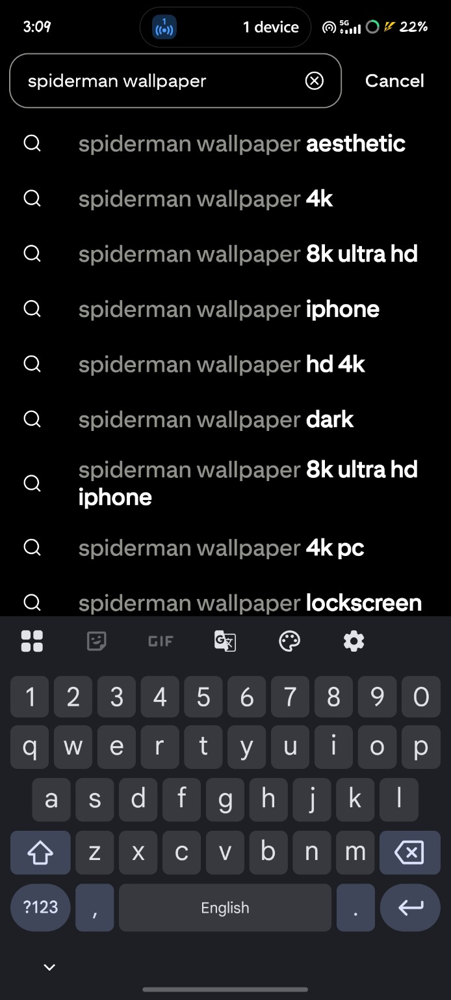 3:09
1
1 device
5G
22%
spiderman wallpaper
Cancel
spiderman wallpaper aesthetic
spiderman wallpaper 4k
spiderman wallpaper 8k ultra hd
spiderman wallpaper iphone
spiderman wallpaper hd 4k
spiderman wallpaper dark
spiderman wallpaper 8k ultra hd
iphone
spiderman wallpaper 4k pc
spiderman wallpaper lockscreen
GIF
G 文
1 2 3 4 5 6 7 8 9 0
q w e r t y u i o p
a s d f g h j k l
z x c v b n m
?123 , English .